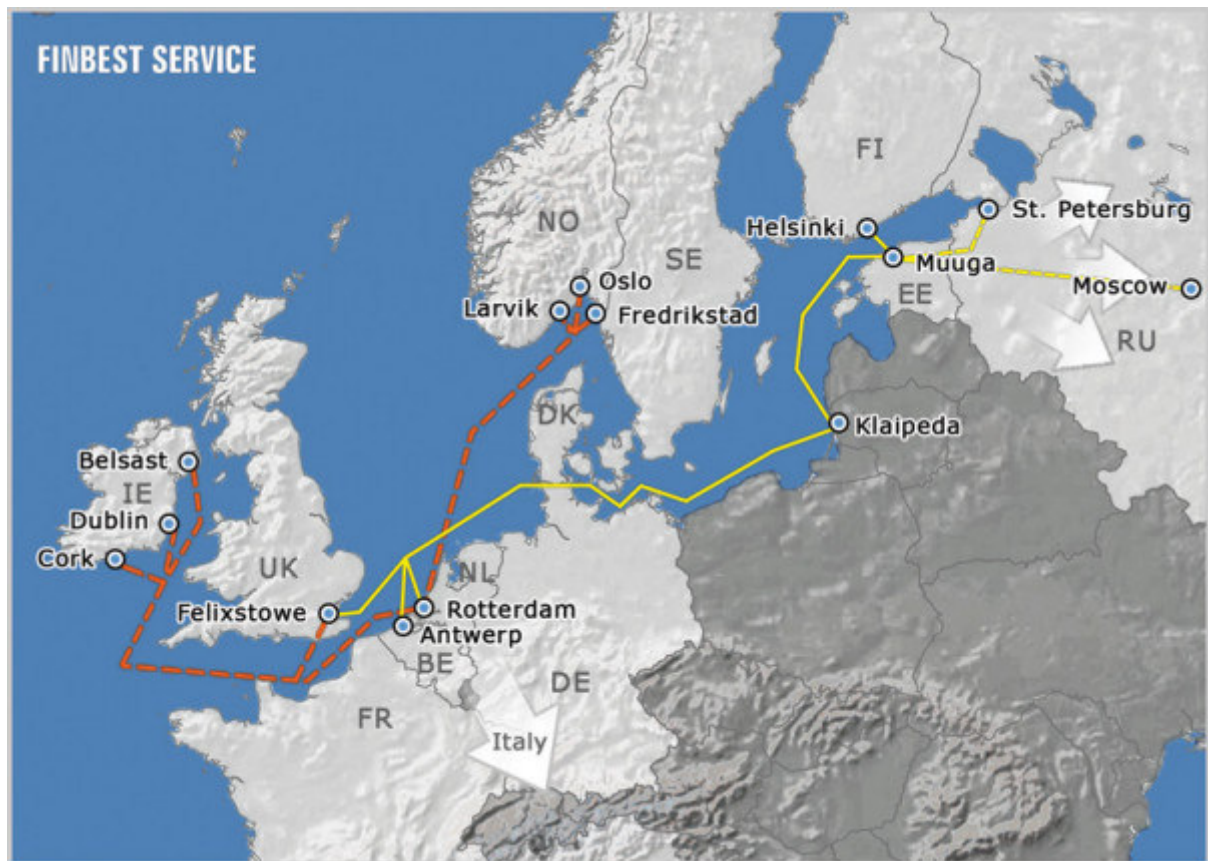 FINBEST SERVICE
FI
St. Petersburg
Helsinki
NO
SE
Muuga
Oslo
EE
Moscow
Larvik
Fredrikstad
RU
DK
Klaipeda
Belsast
IE
Dublin
Cork
UK
NL
Felixstowe
Rotterdam
Antwerp
BE
DE
FR
Italy